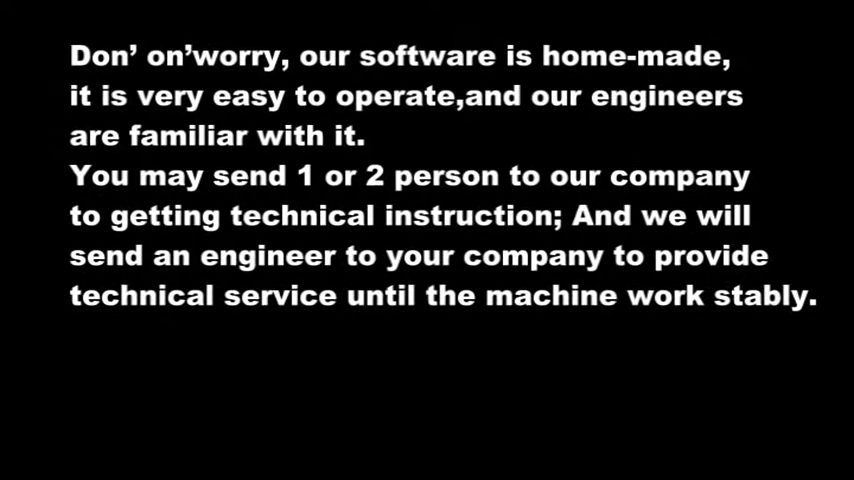 Don’ on’worry, our software is home-made,
it is very easy to operate,and our engineers
are familiar with it.
You may send 1 or 2 person to our company
to getting technical instruction; And we will
send an engineer to your company to provide
technical service until the machine work stably.